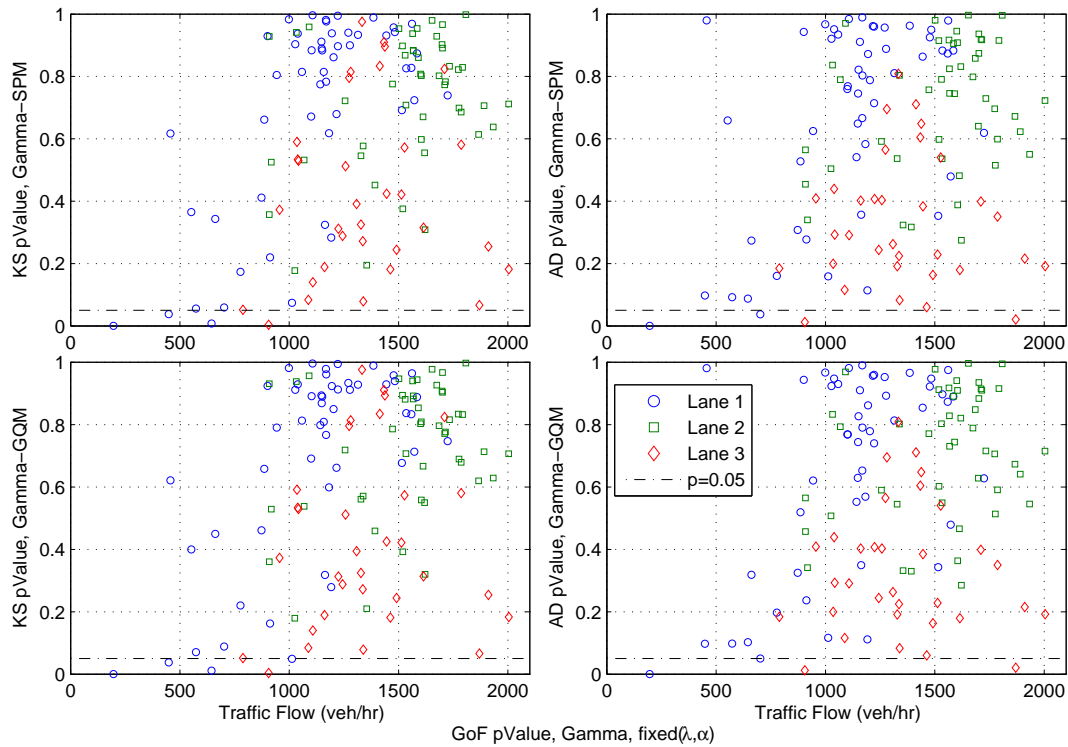 KS pValue, Gamma−SPM
1
0.8
0.6
0.4
0.2
0
0 500 1000 1500 2000
AD pValue, Gamma−SPM
1
0.8
0.6
0.4
0.2
0
0 500 1000 1500 2000
KS pValue, Gamma−GQM
1
0.8
0.6
0.4
0.2
0
0 500 1000 1500 2000
Traffic Flow (veh/hr)
AD pValue, Gamma−GQM
1
0.8
0.6
0.4
0.2
0
Lane 1
Lane 2
Lane 3
p=0.05
0 500 1000 1500 2000
Traffic Flow (veh/hr)
GoF pValue, Gamma, fixed(λ,α)